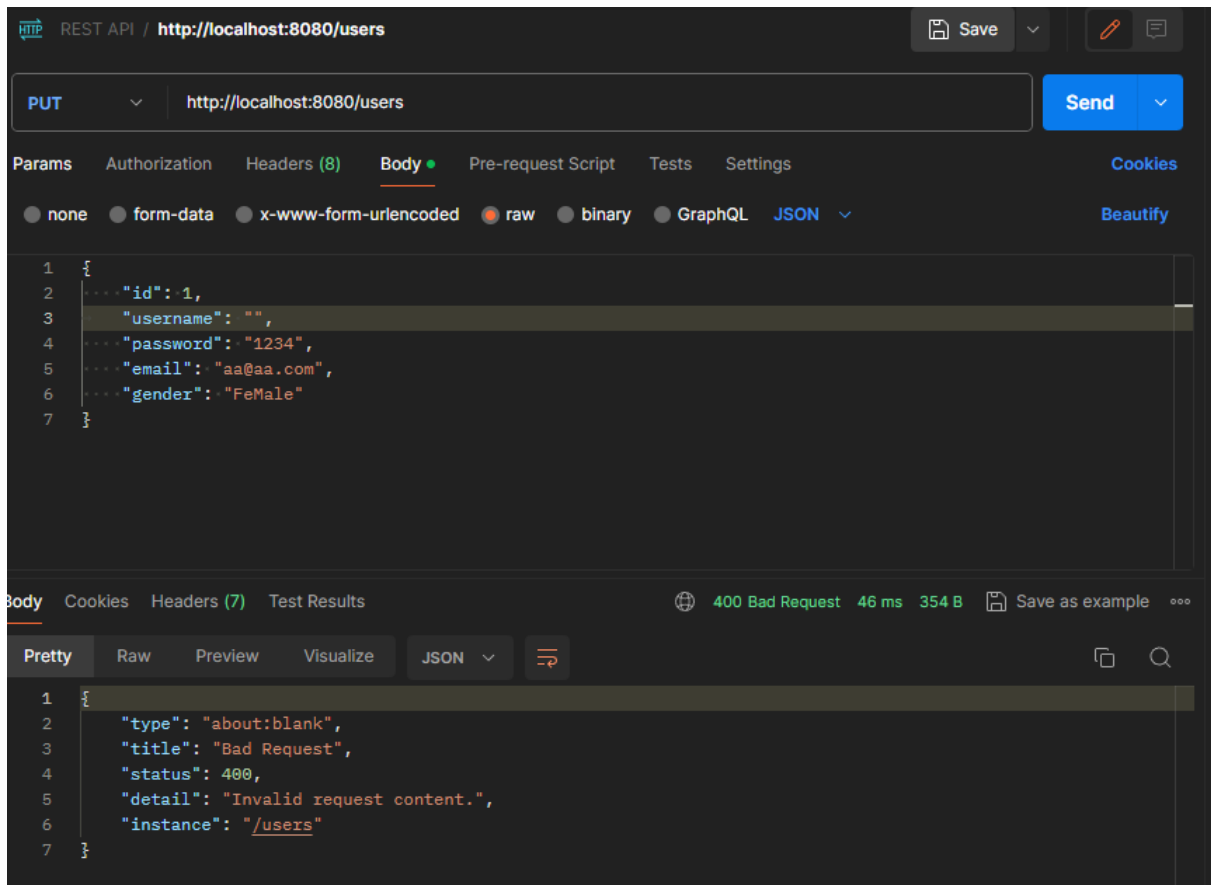 HTTP REST API / http://localhost:8080/users Save
PUT http://localhost:8080/users Send
Params Authorization Headers (8) Body Pre-request Script Tests Settings Cookies
none form-data x-www-form-urlencoded raw binary GraphQL JSON Beautify
1 {
2 "id": 1,
3 "username": "",
4 "password": "1234",
5 "email": "aa@aa.com",
6 "gender": "FeMale"
7 }
Body Cookies Headers (7) Test Results 400 Bad Request 46 ms 354 B Save as example
Pretty Raw Preview Visualize JSON
1 {
2 "type": "about:blank",
3 "title": "Bad Request",
4 "status": 400,
5 "detail": "Invalid request content.",
6 "instance": "/users"
7 }